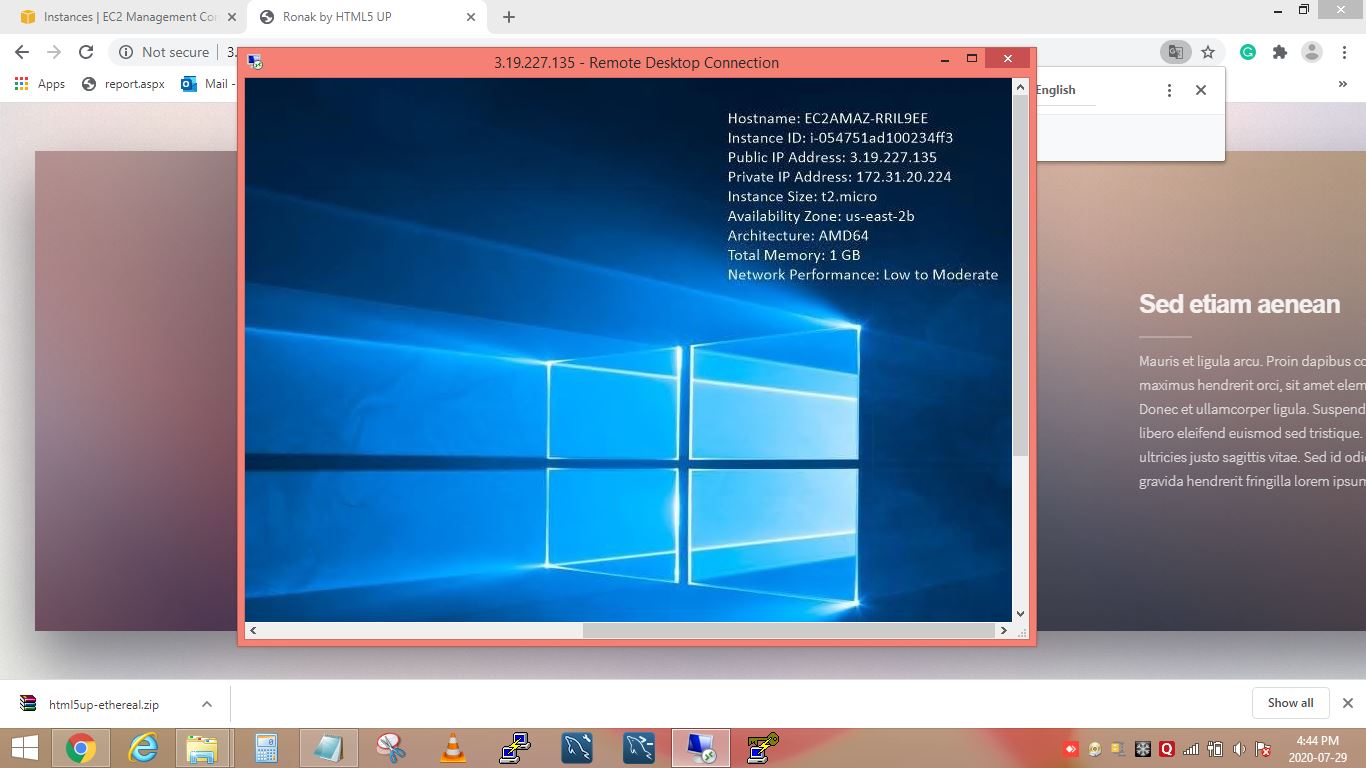 Instances | EC2 Management Con
Ronak by HTML5 UP
Not secure
3.
Apps
report.aspx
Mail -
»
English
3.19.227.135 - Remote Desktop Connection
Hostname: EC2AMAZ-RRIL9EE
Instance ID: i-054751ad100234ff3
Public IP Address: 3.19.227.135
Private IP Address: 172.31.20.224
Instance Size: t2.micro
Availability Zone: us-east-2b
Architecture: AMD64
Total Memory: 1 GB
Network Performance: Low to Moderate
Sed etiam aenean
Mauris et ligula arcu. Proin dapibus co
maximus hendrerit orci, sit amet elem
Donec et ullamcorper ligula. Suspend
libero eleifend euismod sed tristique.
ultricies justo sagittis vitae. Sed id odi
gravida hendrerit fringilla lorem ipsum
html5up-ethereal.zip
Show all
4:44 PM
2020-07-29